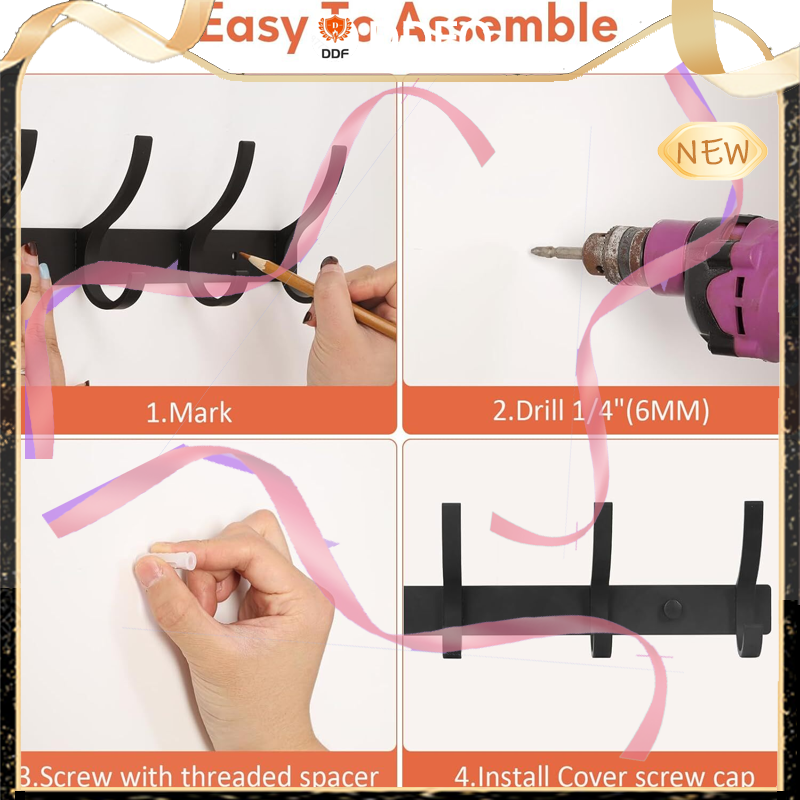 Easy To Assemble
DDF
NEW
1.Mark
2.Drill 1/4"(6MM)
3.Screw with threaded spacer
4.Install Cover screw cap